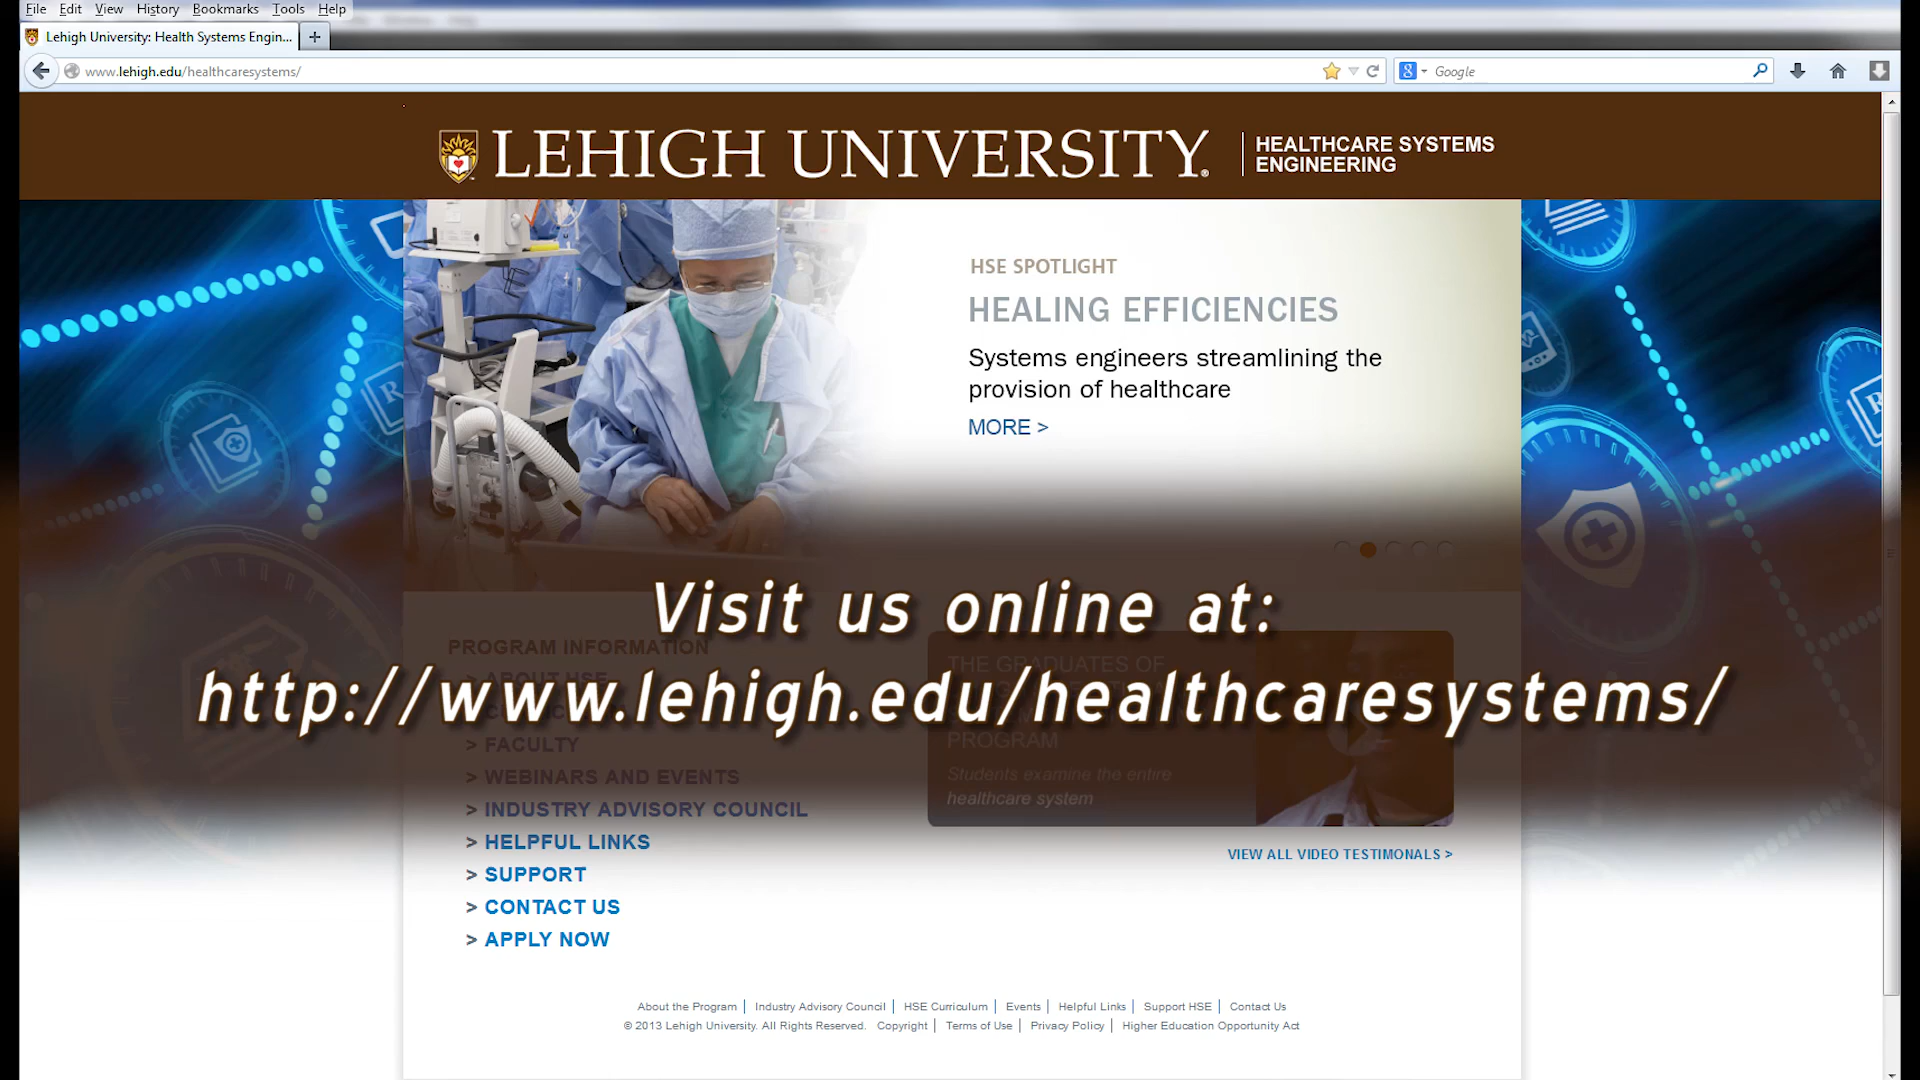 File Edit View History Bookmarks Tools Help
Lehigh University: Health Systems Engin...
www.lehigh.edu/healthcaresystems/
Google
LEHIGH UNIVERSITY®
HEALTHCARE SYSTEMS
ENGINEERING
HSE SPOTLIGHT
HEALING EFFICIENCIES
Systems engineers streamlining the
provision of healthcare
MORE >
Visit us online at:
http://www.lehigh.edu/healthcaresystems/
PROGRAM INFORMATION
> ABOUT HSE
> FACULTY
> WEBINARS AND EVENTS
> INDUSTRY ADVISORY COUNCIL
> HELPFUL LINKS
> SUPPORT
> CONTACT US
> APPLY NOW
THE GRADUATES OF
PROGRAM
Students examine the entire
healthcare system
VIEW ALL VIDEO TESTIMONALS >
About the Program | Industry Advisory Council | HSE Curriculum | Events | Helpful Links | Support HSE | Contact Us
© 2013 Lehigh University. All Rights Reserved. Copyright | Terms of Use | Privacy Policy | Higher Education Opportunity Act